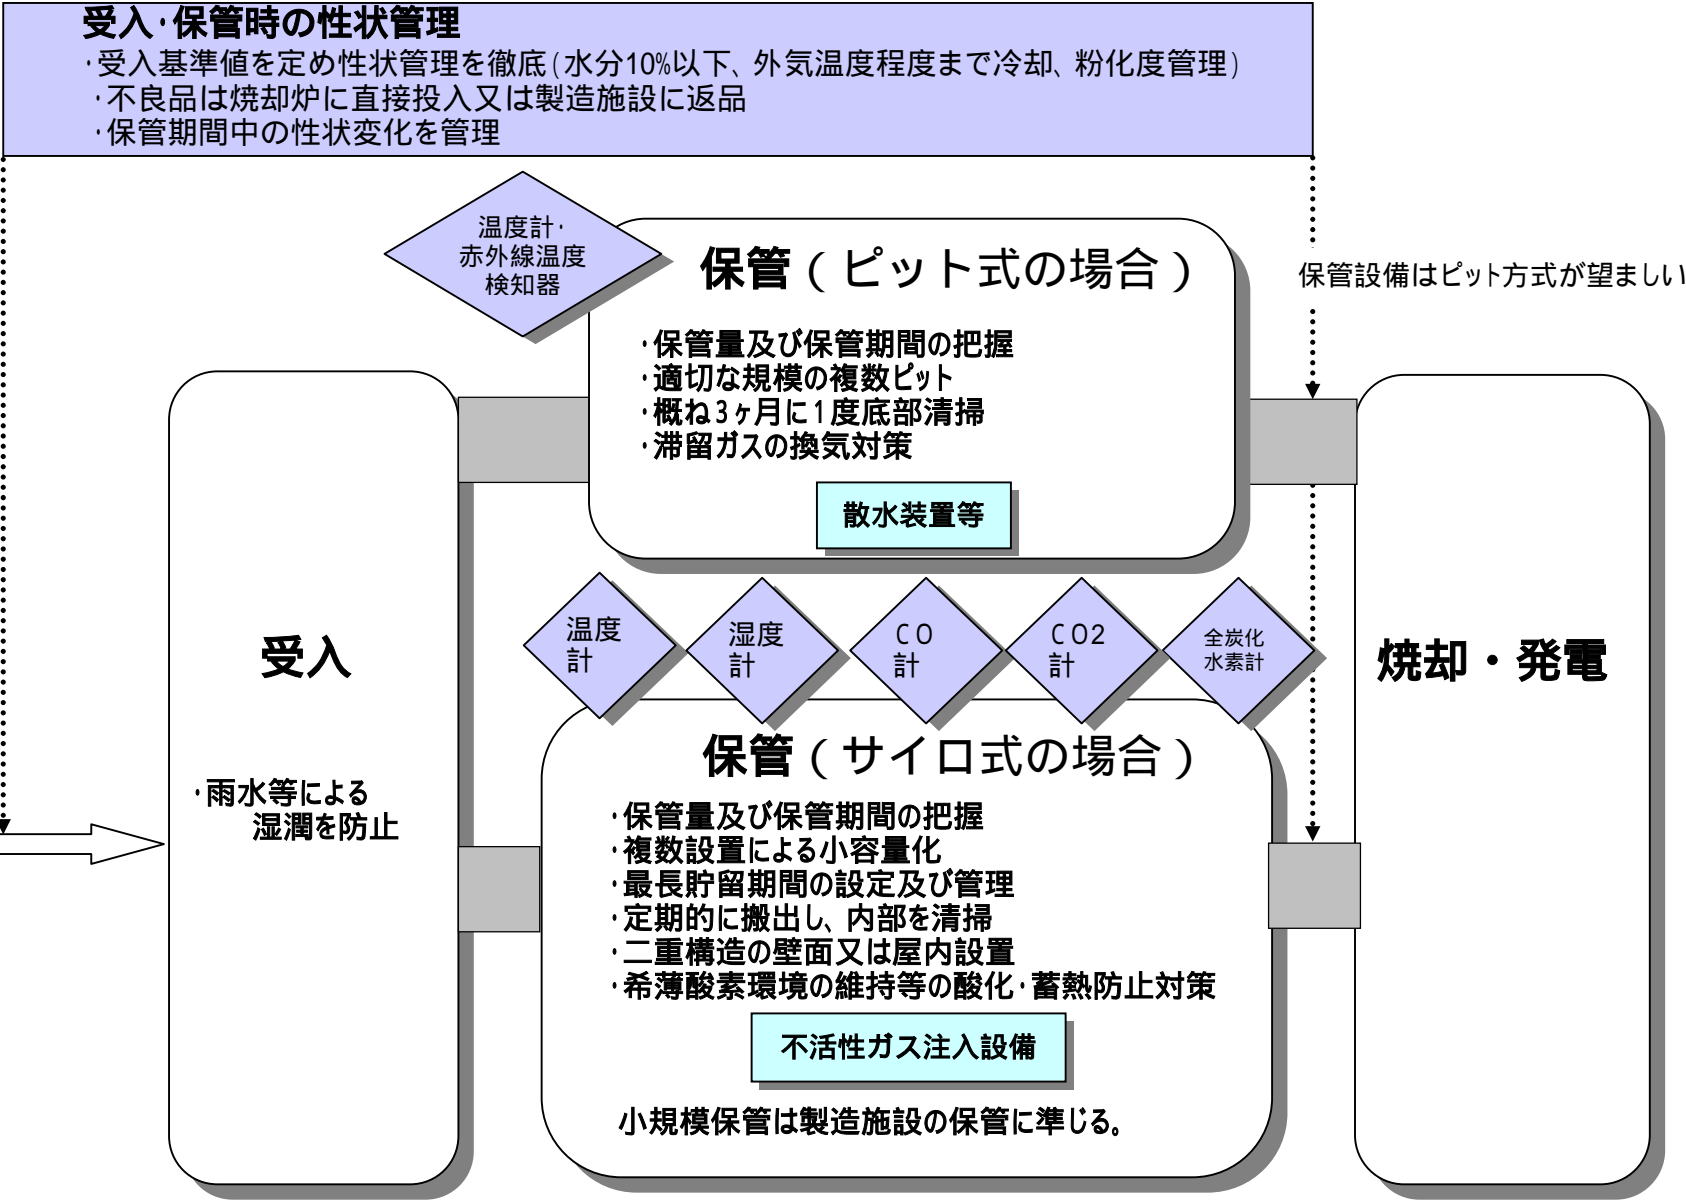 受入･保管時の性状管理
･受入基準値を定め性状管理を徹底(水分10%以下、外気温度程度まで冷却、粉化度管理)
･不良品は焼却炉に直接投入又は製造施設に返品
･保管期間中の性状変化を管理
温度計･
赤外線温度
検知器
保管（ピット式の場合）
保管設備はピット方式が望ましい
･保管量及び保管期間の把握
･適切な規模の複数ピット
･概ね3ヶ月に1度底部清掃
･滞留ガスの換気対策
散水装置等
温度
計
湿度
計
CO
計
CO2
計
全炭化
水素計
受入
･雨水等による
湿潤を防止
焼却・発電
保管（サイロ式の場合）
･保管量及び保管期間の把握
･複数設置による小容量化
･最長貯留期間の設定及び管理
･定期的に搬出し、内部を清掃
･二重構造の壁面又は屋内設置
･希薄酸素環境の維持等の酸化･蓄熱防止対策
不活性ガス注入設備
小規模保管は製造施設の保管に準じる。